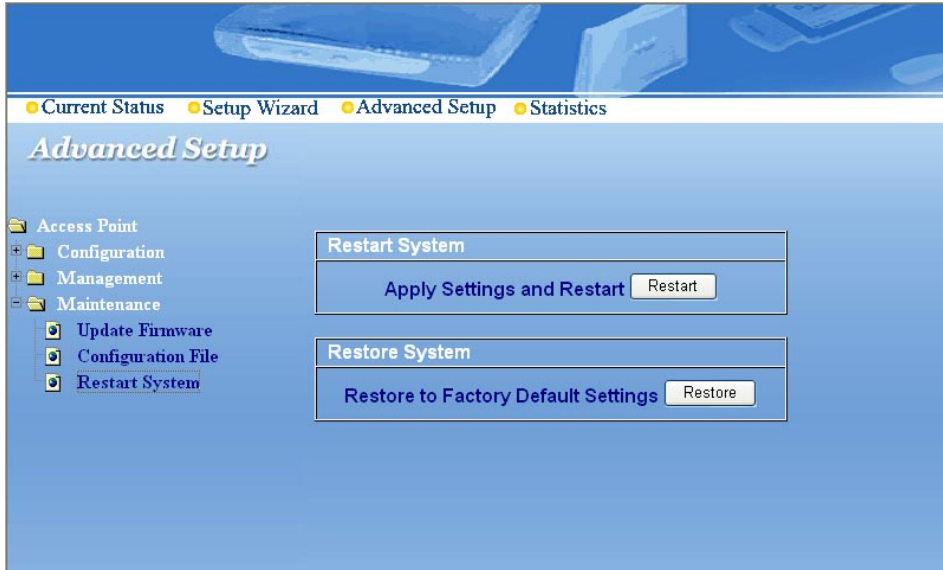 Current Status Setup Wizard Advanced Setup Statistics
Advanced Setup
Access Point
Configuration
Management
Maintenance
Update Firmware
Configuration File
Restart System
Restart System
Apply Settings and Restart Restart
Restore System
Restore to Factory Default Settings Restore